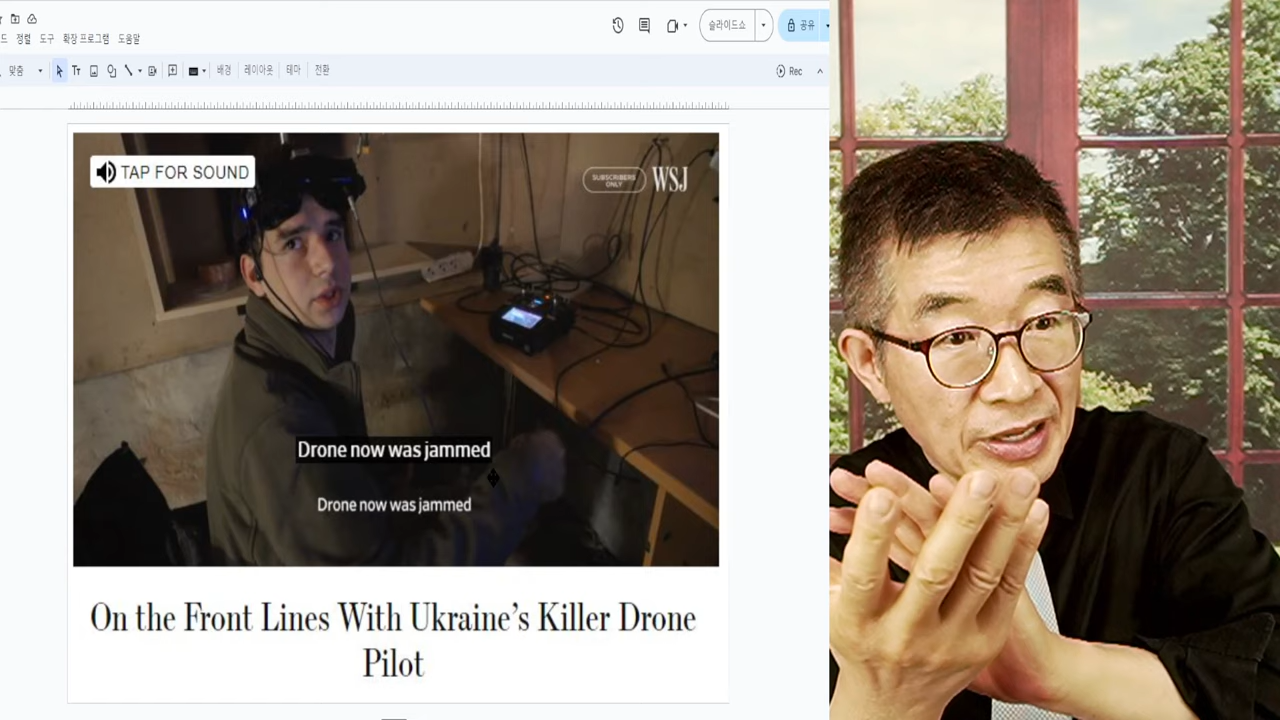 슬라이드쇼
공유
드 정렬 도구 확장 프로그램 도움말
맞춤 Tт 배경 레이아웃 테마 전환 Rec
TAP FOR SOUND
SUBSCRIBERS
ONLY
WSJ
Drone now was jammed
Drone now was jammed
On the Front Lines With Ukraine’s Killer Drone
Pilot